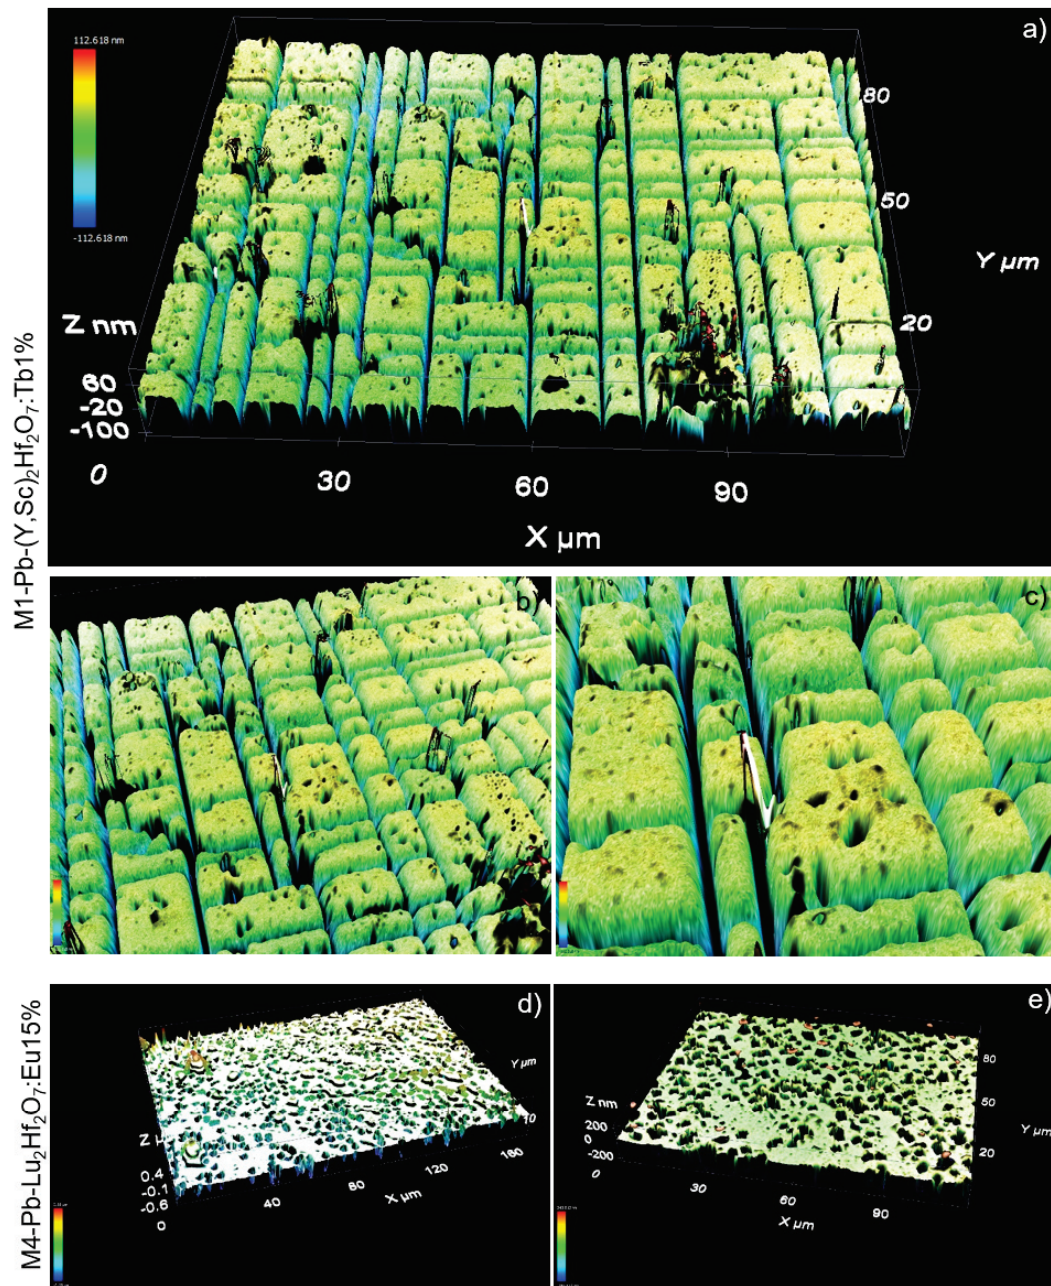 a)
112.618 nm
-112.618 nm
80
50
Y µm
20
Z nm
60
-20
-100
0
30
60
90
X µm
M1-Pb-(Y,Sc)₂Hf₂O₇:Tb1%
b)
c)
d)
Y µm
10
Z
0.4
-0.1
-0.6
0
40
80
120
160
X µm
e)
80
50
Y µm
20
Z nm
200
0
-200
0
30
60
90
X µm
M4-Pb-Lu₂Hf₂O₇:Eu15%